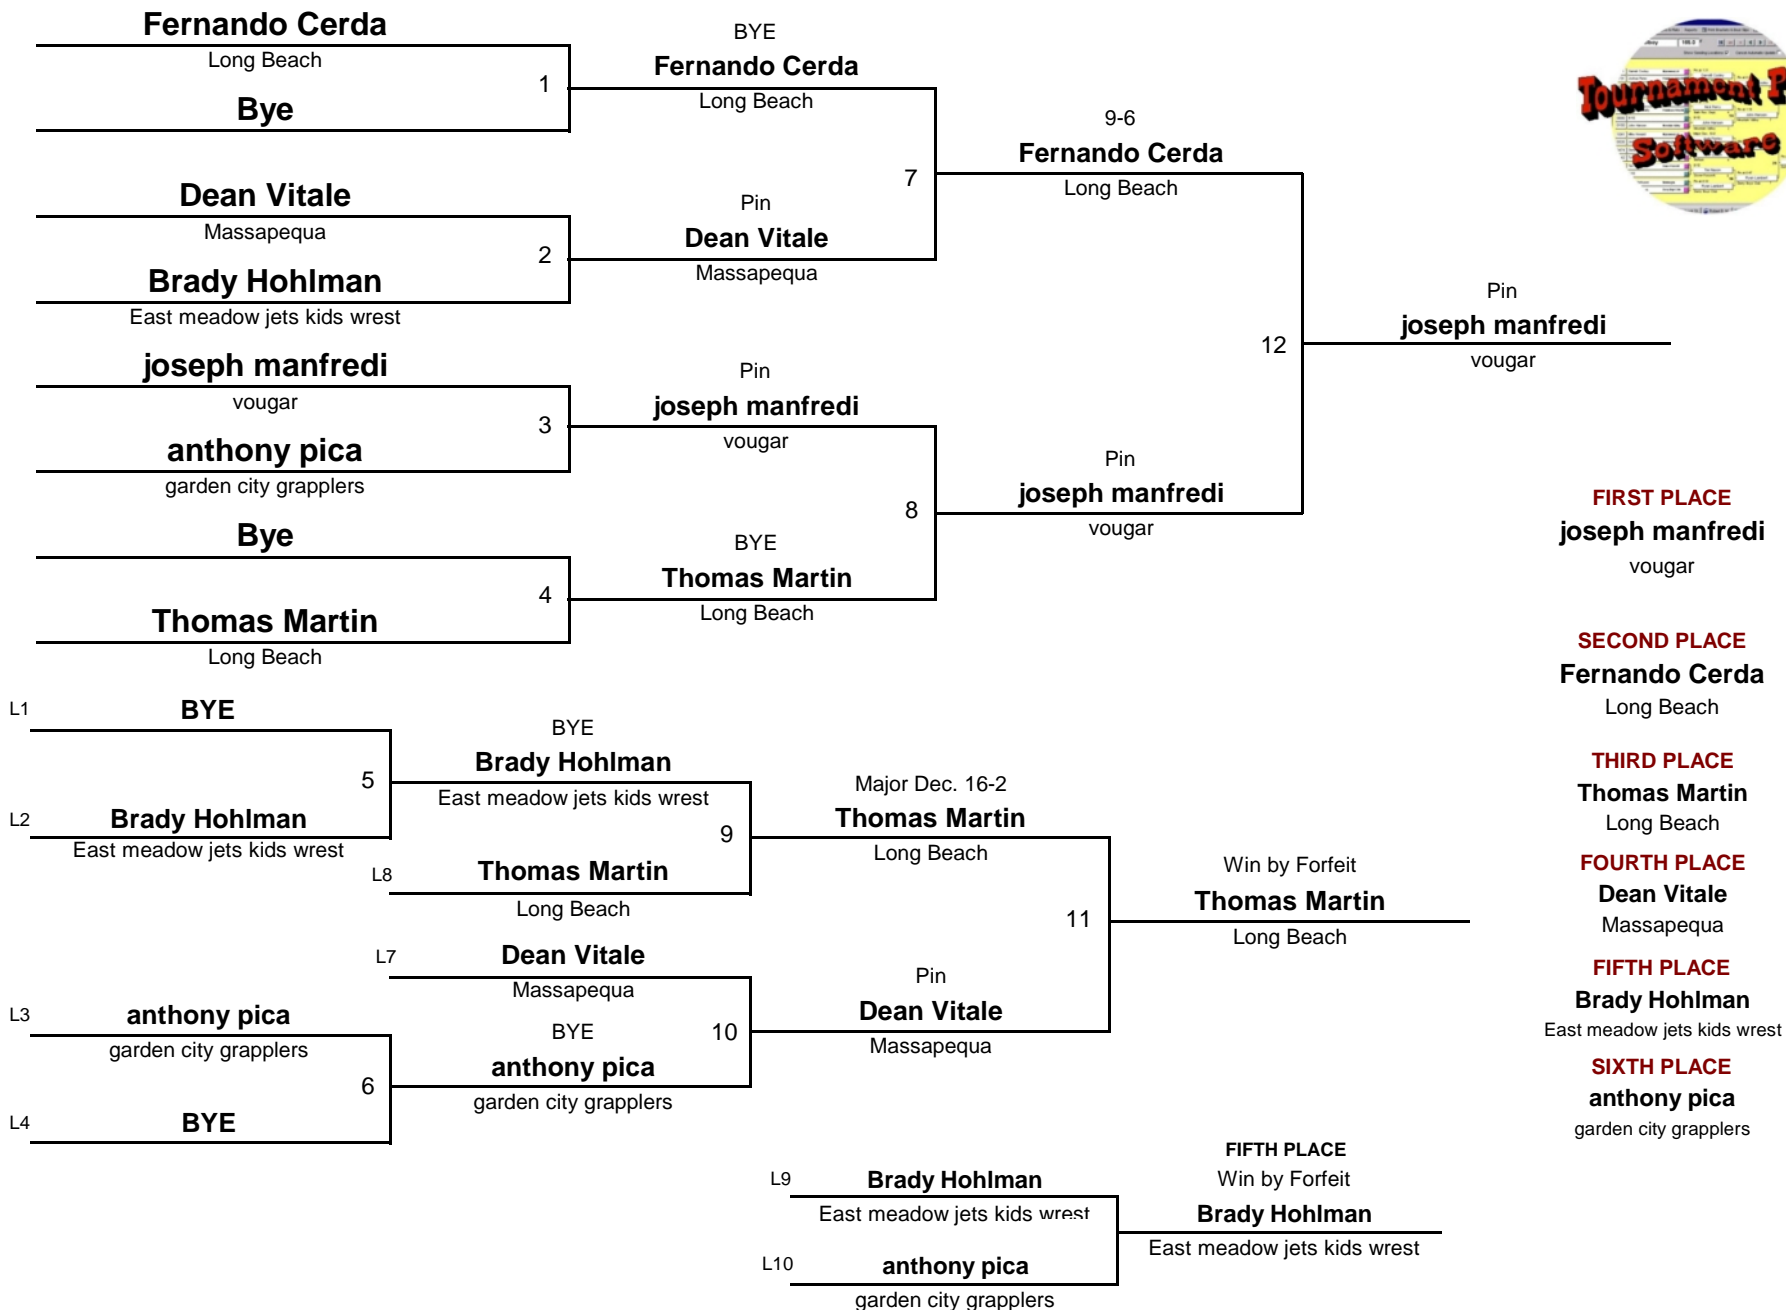 Fernando Cerda
Long Beach
1
Bye
BYE
Fernando Cerda
Long Beach
Dean Vitale
Massapequa
2
Brady Hohlman
East meadow jets kids wrest
Pin
Dean Vitale
Massapequa
7
9-6
Fernando Cerda
Long Beach
joseph manfredi
vougar
3
anthony pica
garden city grapplers
Pin
joseph manfredi
vougar
Bye
4
Thomas Martin
Long Beach
BYE
Thomas Martin
Long Beach
8
Pin
joseph manfredi
vougar
12
Pin
joseph manfredi
vougar
Tournament P
Software
FIRST PLACE
joseph manfredi
vougar
SECOND PLACE
Fernando Cerda
Long Beach
THIRD PLACE
Thomas Martin
Long Beach
FOURTH PLACE
Dean Vitale
Massapequa
FIFTH PLACE
Brady Hohlman
East meadow jets kids wrest
SIXTH PLACE
anthony pica
garden city grapplers
L1
BYE
5
L2
Brady Hohlman
East meadow jets kids wrest
BYE
Brady Hohlman
East meadow jets kids wrest
9
L8
Thomas Martin
Long Beach
Major Dec. 16-2
Thomas Martin
Long Beach
L7
Dean Vitale
Massapequa
10
L3
anthony pica
garden city grapplers
6
L4
BYE
BYE
anthony pica
garden city grapplers
Pin
Dean Vitale
Massapequa
11
Win by Forfeit
Thomas Martin
Long Beach
L9
Brady Hohlman
East meadow jets kids wrest
L10
anthony pica
garden city grapplers
FIFTH PLACE
Win by Forfeit
Brady Hohlman
East meadow jets kids wrest